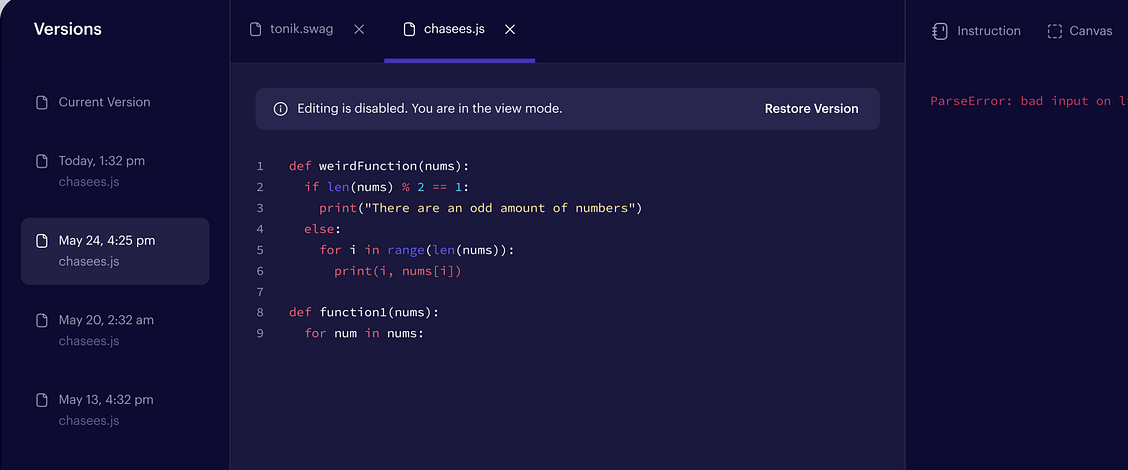 Versions
Current Version
Today, 1:32 pm
chasees.js
May 24, 4:25 pm
chasees.js
May 20, 2:32 am
chasees.js
May 13, 4:32 pm
chasees.js
tonik.swag
chasees.js
Editing is disabled. You are in the view mode. Restore Version
1 def weirdFunction(nums):
2 if len(nums) % 2 == 1:
3 print("There are an odd amount of numbers")
4 else:
5 for i in range(len(nums)):
6 print(i, nums[i])
7
8 def function1(nums):
9 for num in nums:
Instruction Canvas
ParseError: bad input on